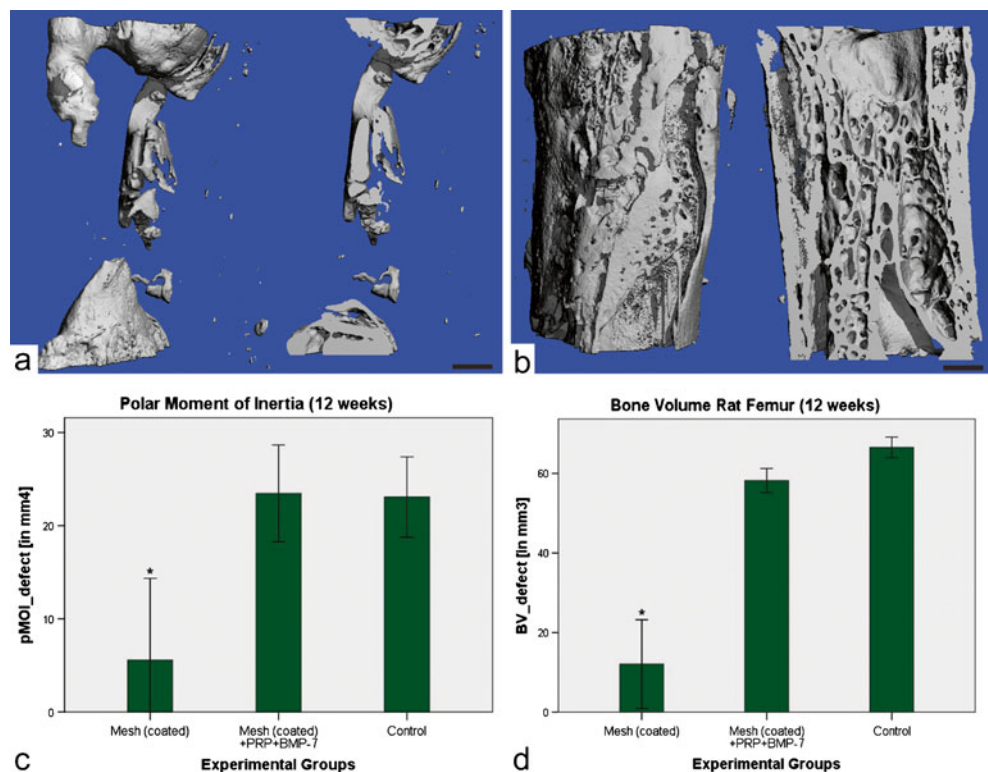 a
b
Polar Moment of Inertia (12 weeks)
pMOI_defect [in mm4]
30
20
10
0
*
Mesh (coated)
Mesh (coated)
+PRP+BMP-7
Control
Experimental Groups
c
Bone Volume Rat Femur (12 weeks)
BV_defect [in mm3]
60
40
20
0
*
Mesh (coated)
Mesh (coated)
+PRP+BMP-7
Control
Experimental Groups
d